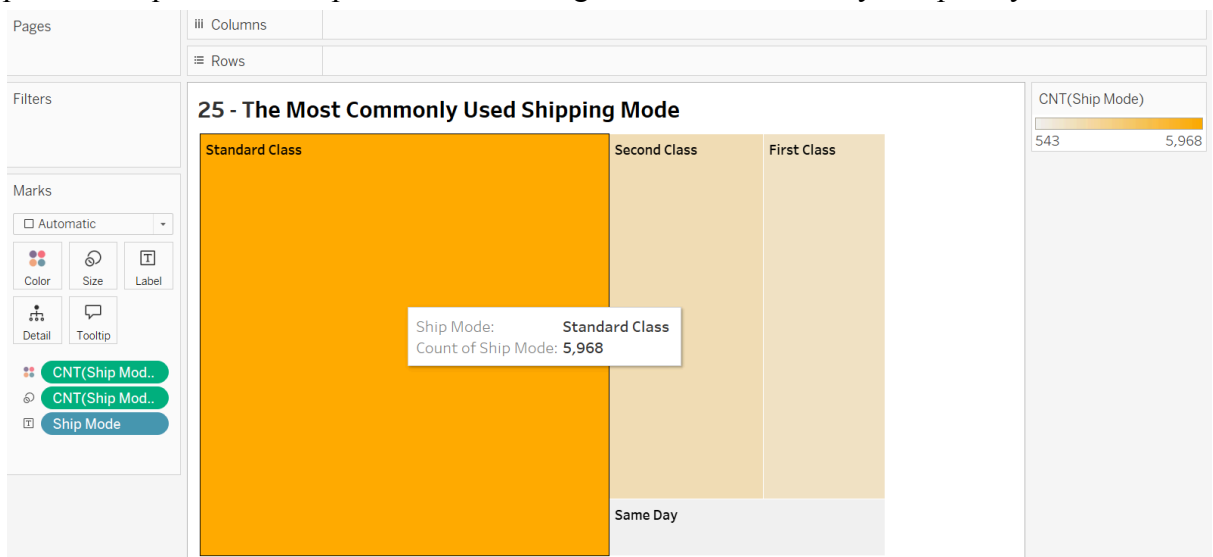 Pages
iii Columns
Rows
Filters
25 - The Most Commonly Used Shipping Mode
CNT(Ship Mode)
543 5,968
Standard Class
Second Class
First Class
Marks
Automatic
Color Size Label
T
Detail Tooltip
Ship Mode: Standard Class
Count of Ship Mode: 5,968
CNT(Ship Mod..
CNT(Ship Mod..
T Ship Mode
Same Day